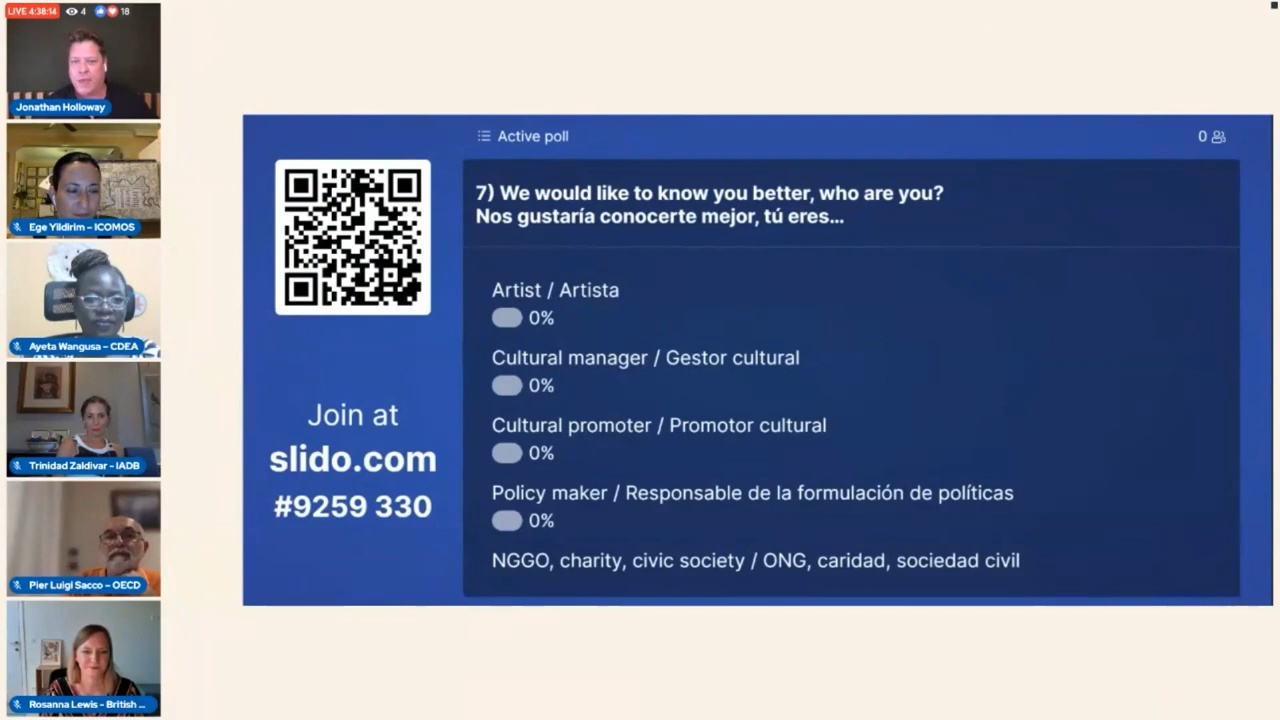 LIVE 4:38:14 4 18
Jonathan Holloway
Ege Yildirim – ICOMOS
Ayeta Wangusa – CDEA
Trinidad Zaldivar – IADB
Pier Luigi Sacco – OECD
Rosanna Lewis - British ...
Join at
slido.com
#9259 330
Active poll
0
7) We would like to know you better, who are you?
Nos gustaría conocerte mejor, tú eres...
Artist / Artista
0%
Cultural manager / Gestor cultural
0%
Cultural promoter / Promotor cultural
0%
Policy maker / Responsable de la formulación de políticas
0%
NGGO, charity, civic society / ONG, caridad, sociedad civil